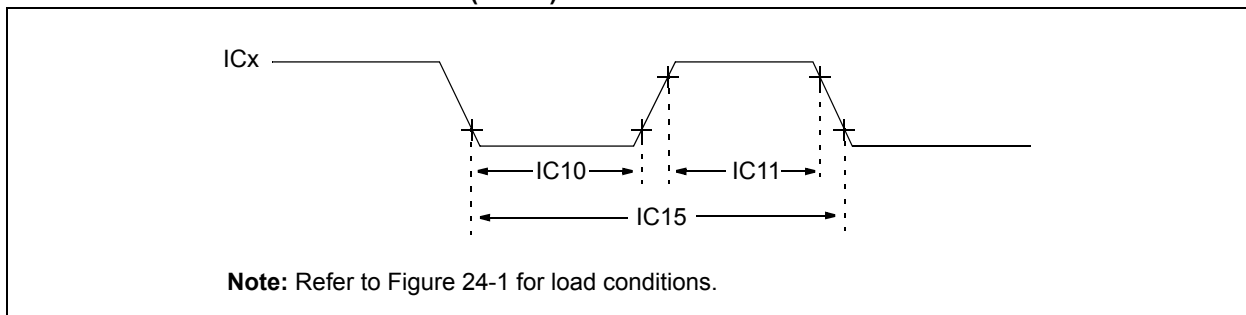 ICx
IC10
IC11
IC15
Note: Refer to Figure 24-1 for load conditions.